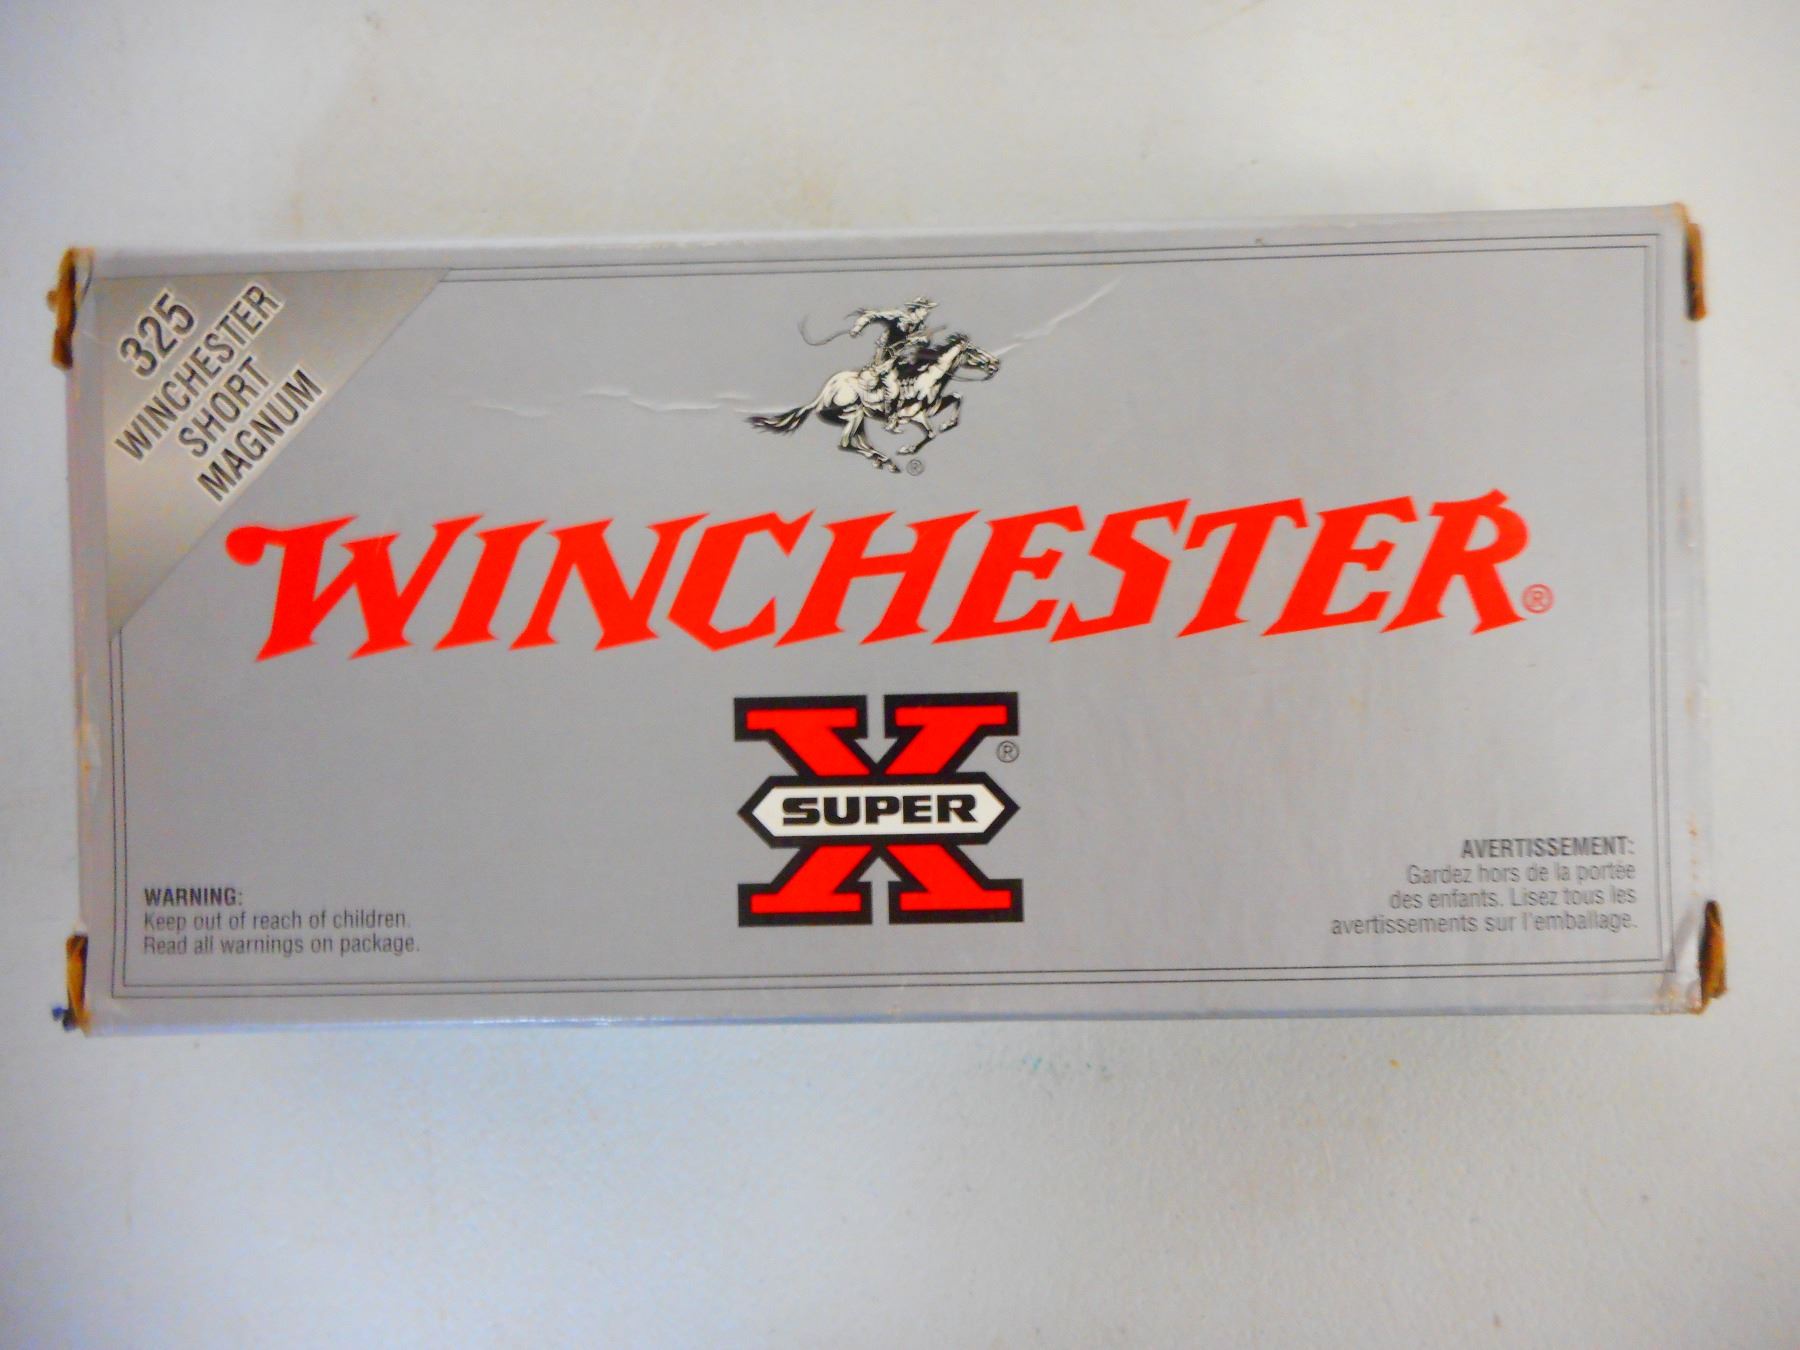 325
WINCHESTER
SHORT
MAGNUM
®
WINCHESTER®
X®
SUPER
WARNING:
Keep out of reach of children.
Read all warnings on package.
AVERTISSEMENT:
Gardez hors de la portée
des enfants. Lisez tous les
avertissements sur l'emballage.